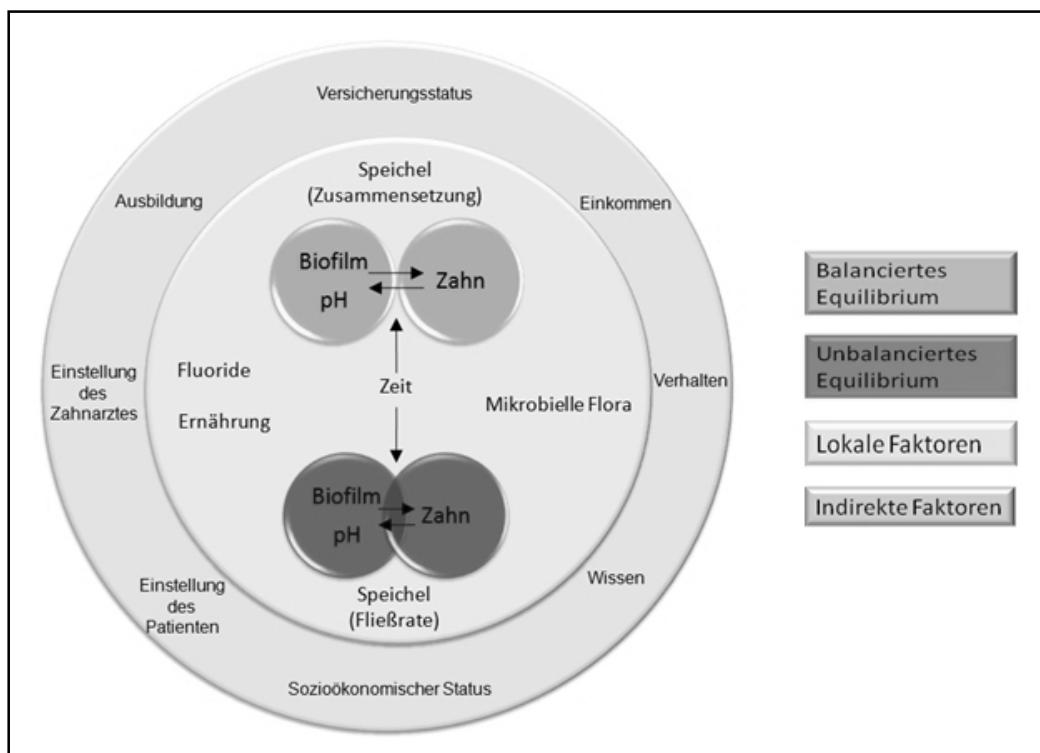 Versicherungsstatus
Ausbildung
Einkommen
Einstellung
des
Zahnarztes
Verhalten
Einstellung
des
Patienten
Wissen
Sozioökonomischer Status
Speichel
(Zusammensetzung)
Biofilm
pH
Zahn
Fluoride
Ernährung
Zeit
Mikrobielle Flora
Biofilm
pH
Zahn
Speichel
(Fließrate)
Balanciertes
Equilibrium
Unbalanciertes
Equilibrium
Lokale Faktoren
Indirekte Faktoren